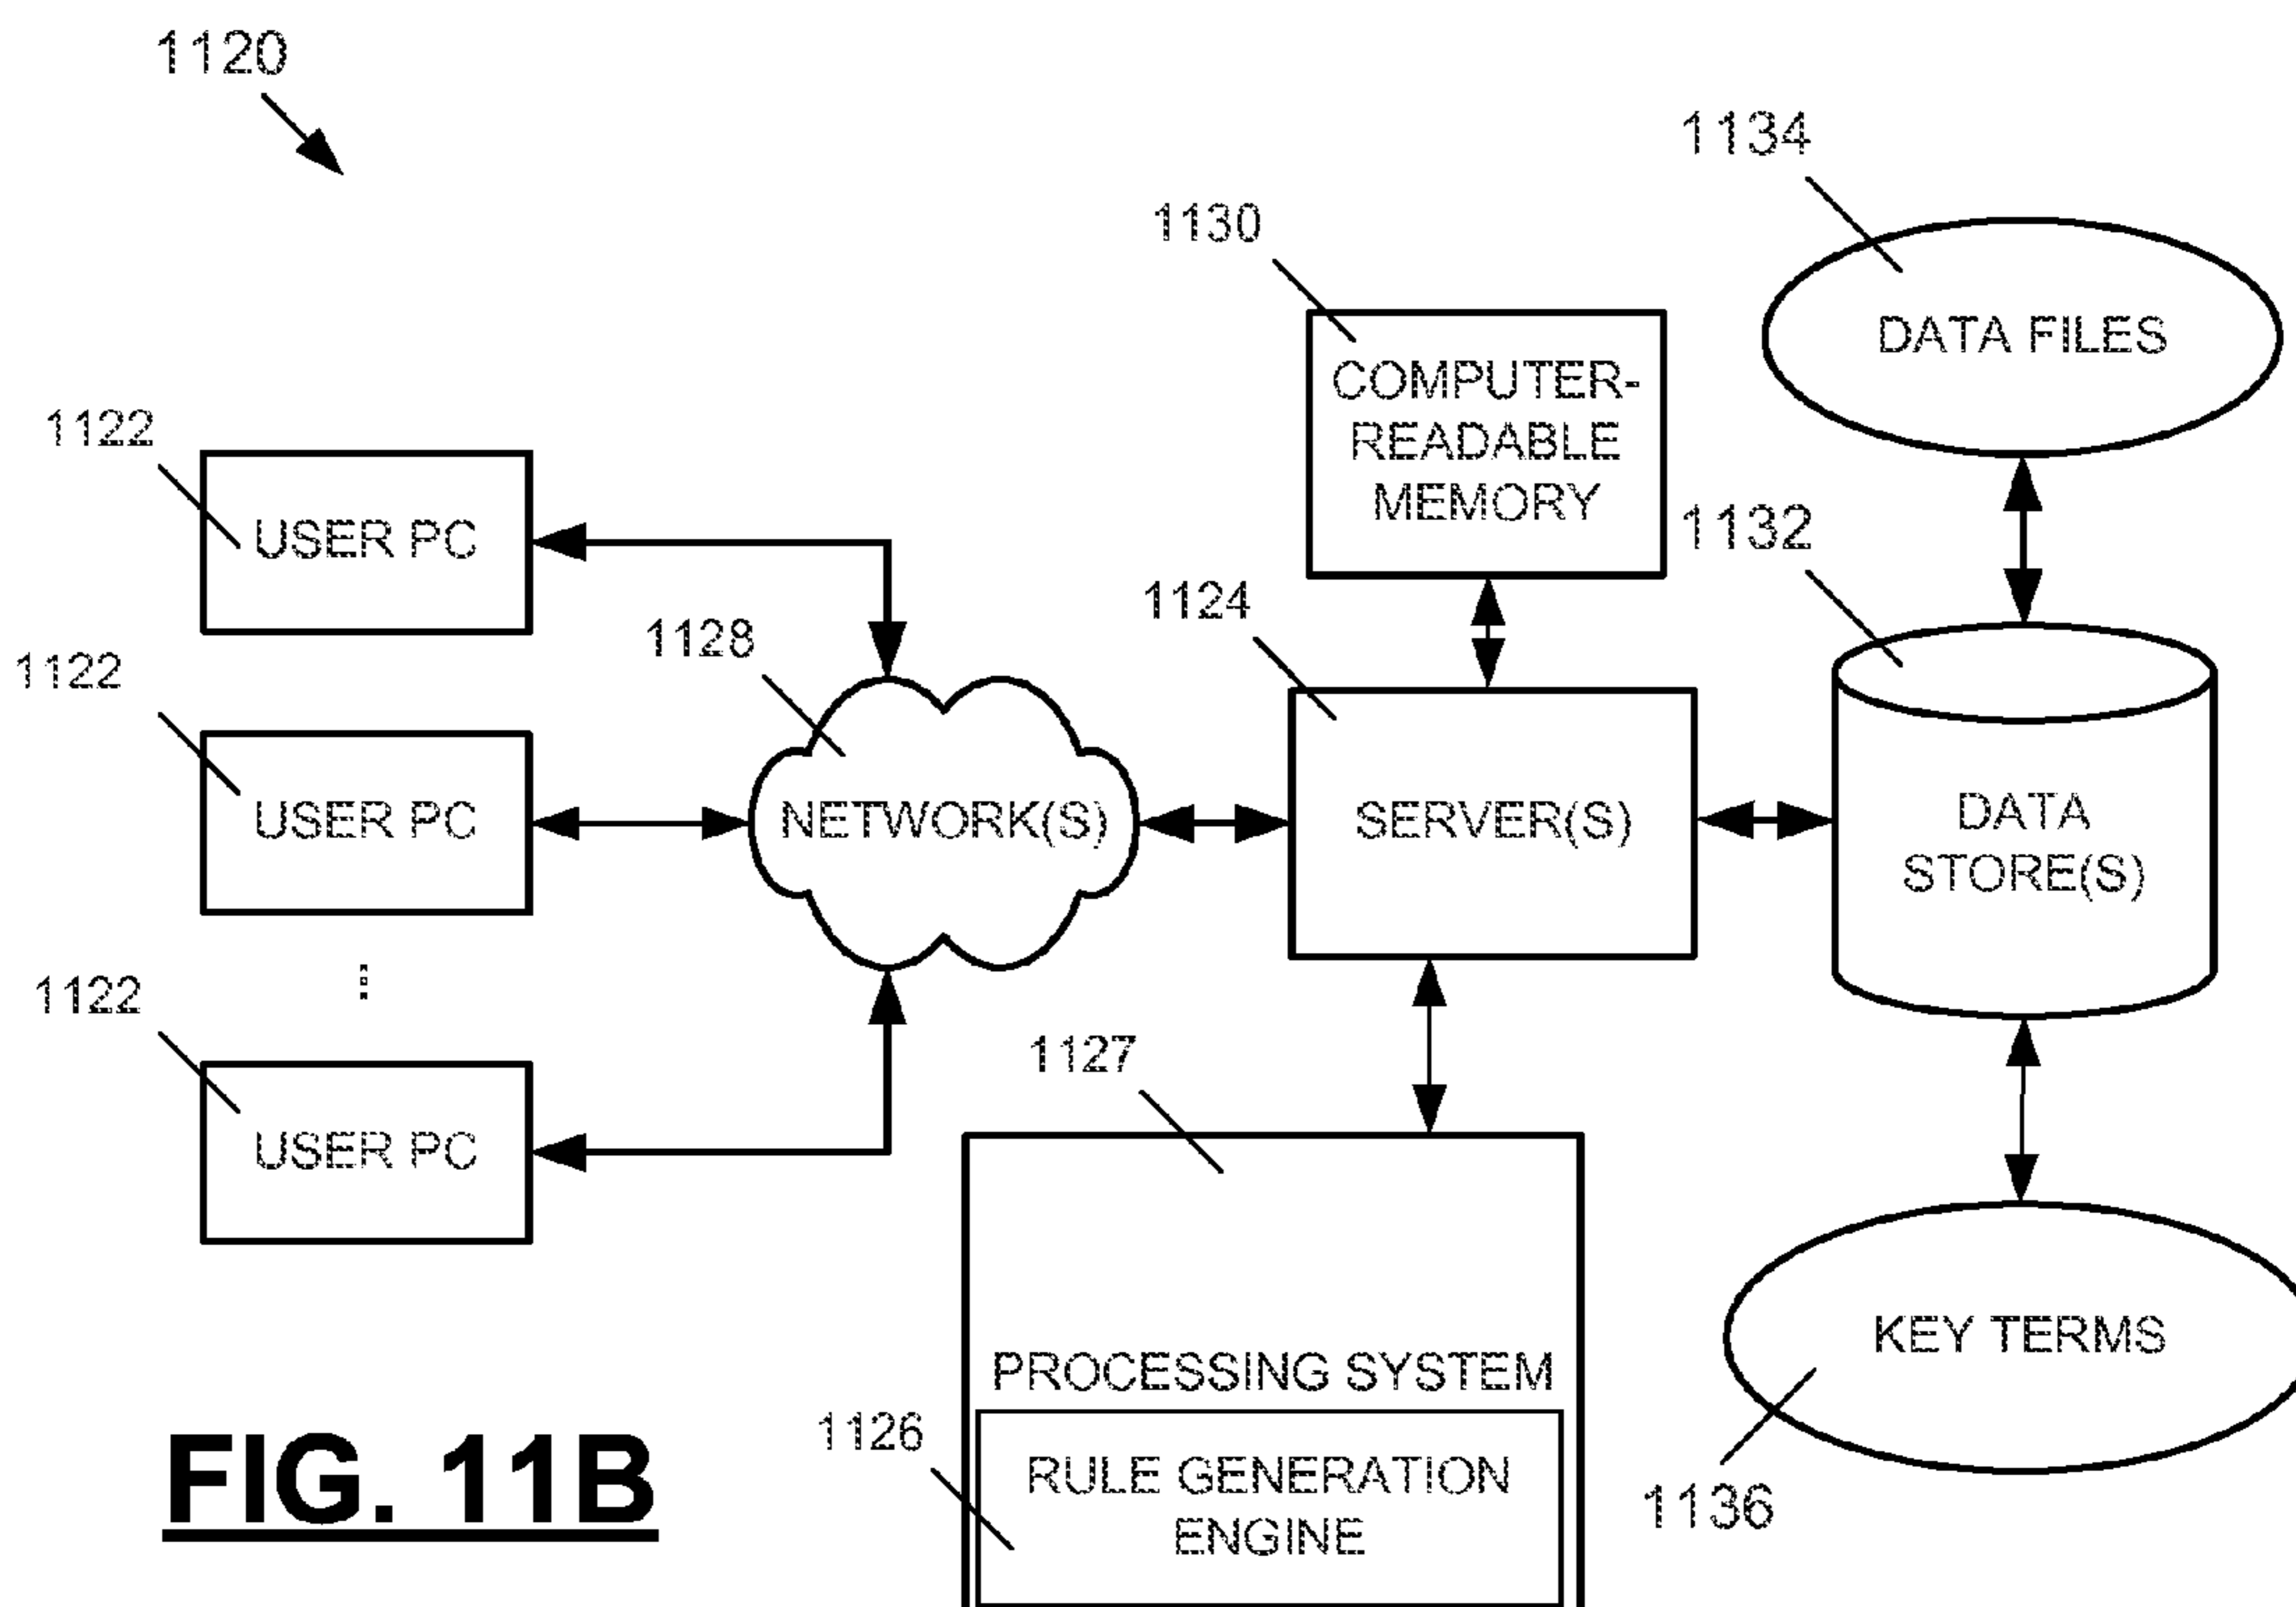 1120
1134
1130
DATA FILES
COMPUTER-
READABLE
MEMORY
1122
USER PC
1132
1124
1128
1122
USER PC
NETWORK(S)
SERVER(S)
DATA
STORE(S)
1122
1127
USER PC
KEY TERMS
PROCESSING SYSTEM
1126
RULE GENERATION
ENGINE
1136
FIG. 11B